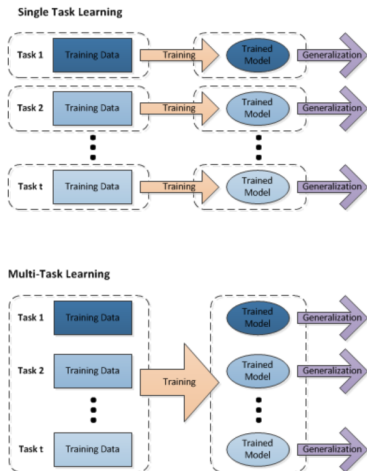 Single Task Learning
Task 1 Training Data Training Trained Model Generalization
Task 2 Training Data Training Trained Model Generalization
Task t Training Data Training Trained Model Generalization
Multi-Task Learning
Task 1 Training Data Trained Model Generalization
Task 2 Training Data Training Trained Model Generalization
Task t Training Data Trained Model Generalization